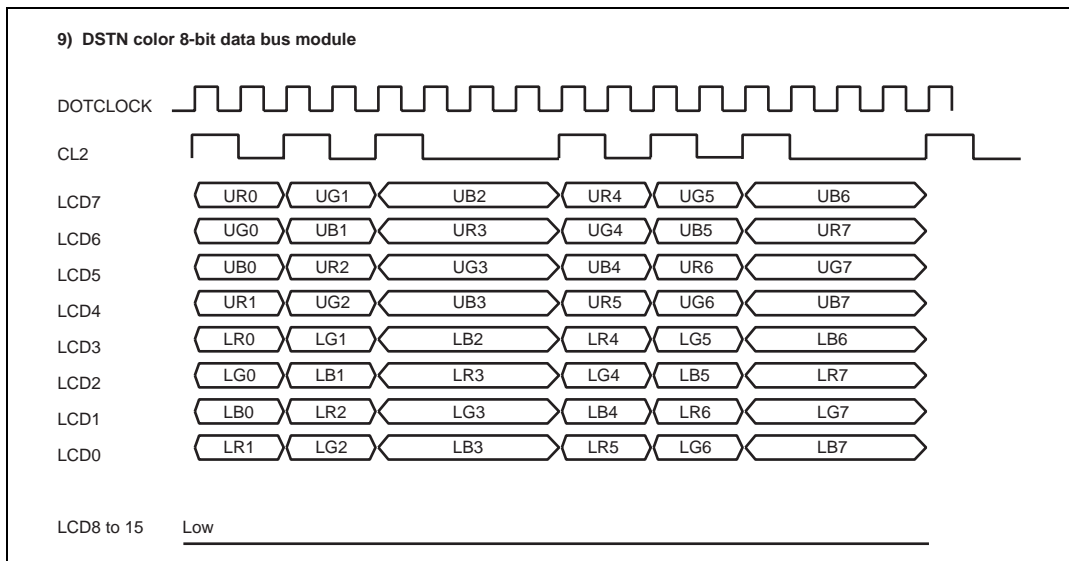 9) DSTN color 8-bit data bus module
DOTCLOCK
CL2
LCD7 UR0 UG1 UB2 UR4 UG5 UB6
LCD6 UG0 UB1 UR3 UG4 UB5 UR7
LCD5 UB0 UR2 UG3 UB4 UR6 UG7
LCD4 UR1 UG2 UB3 UR5 UG6 UB7
LCD3 LR0 LG1 LB2 LR4 LG5 LB6
LCD2 LG0 LB1 LR3 LG4 LB5 LR7
LCD1 LB0 LR2 LG3 LB4 LR6 LG7
LCD0 LR1 LG2 LB3 LR5 LG6 LB7
LCD8 to 15 Low